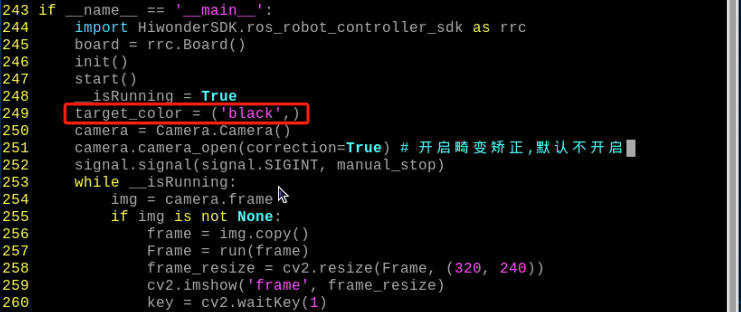 243 if __name__ == '__main__':
244     import HiwonderSDK.ros_robot_controller_sdk as rrc
245     board = rrc.Board()
246     init()
247     start()
248     __isRunning = True
249     target_color = ('black',)
250     camera = Camera.Camera()
251     camera.camera_open(correction=True) # 开启畸变矫正,默认不开启
252     signal.signal(signal.SIGINT, manual_stop)
253     while __isRunning:
254         img = camera.frame
255         if img is not None:
256             frame = img.copy()
257             Frame = run(frame)
258             frame_resize = cv2.resize(Frame, (320, 240))
259             cv2.imshow('frame', frame_resize)
260             key = cv2.waitKey(1)